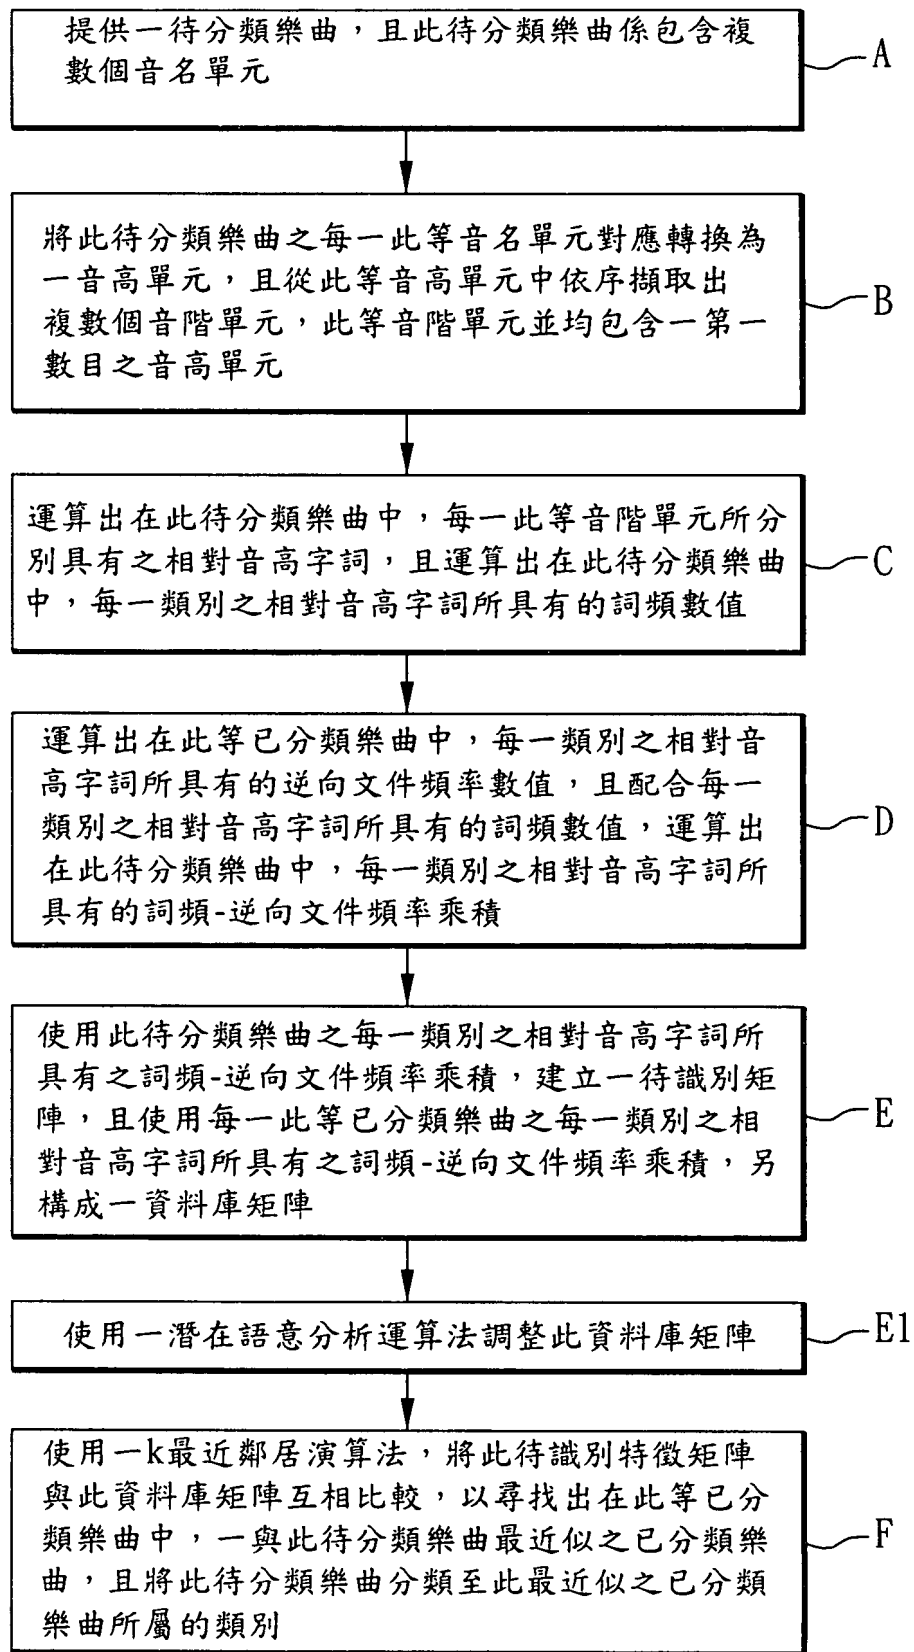 提供一待分類樂曲，且此待分類樂曲係包含複
數個音名單元
A
將此待分類樂曲之每一此等音名單元對應轉換為
一音高單元，且從此等音高單元中依序擷取出
複數個音階單元，此等音階單元並均包含一第一
數目之音高單元
B
運算出在此待分類樂曲中，每一此等音階單元所分
別具有之相對音高字詞，且運算出在此待分類樂曲
中，每一類別之相對音高字詞所具有的詞頻數值
C
運算出在此等已分類樂曲中，每一類別之相對音
高字詞所具有的逆向文件頻率數值，且配合每一
類別之相對音高字詞所具有的詞頻數值，運算出
在此待分類樂曲中，每一類別之相對音高字詞所
具有的詞頻-逆向文件頻率乘積
D
使用此待分類樂曲之每一類別之相對音高字詞所
具有之詞頻-逆向文件頻率乘積，建立一待識別矩
陣，且使用每一此等已分類樂曲之每一類別之相
對音高字詞所具有之詞頻-逆向文件頻率乘積，另
構成一資料庫矩陣
E
使用一潛在語意分析運算法調整此資料庫矩陣
E1
使用一k最近鄰居演算法，將此待識別特徵矩陣
與此資料庫矩陣互相比較，以尋找出在此等已分
類樂曲中，一與此待分類樂曲最近似之已分類樂
曲，且將此待分類樂曲分類至此最近似之已分類
樂曲所屬的類別
F